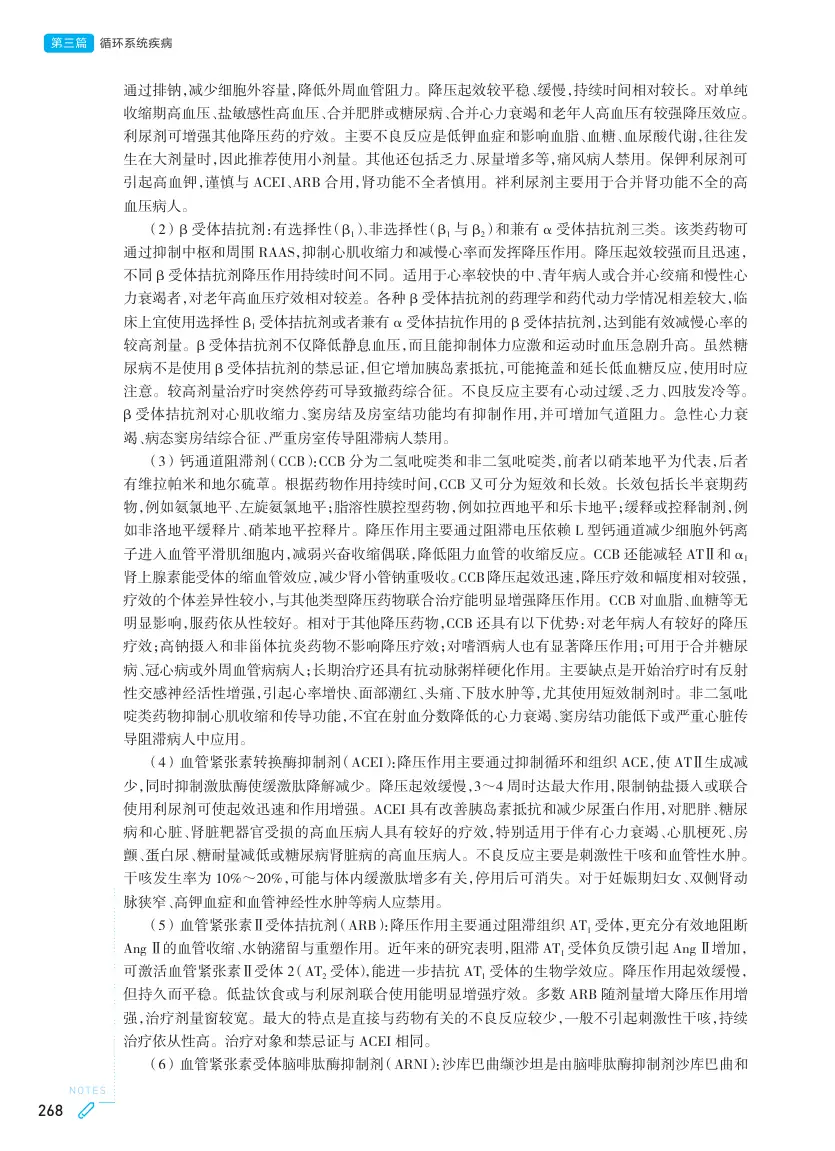 第三篇 循环系统疾病
通过排钠,减少细胞外容量,降低外周血管阻力。降压起效较平稳、缓慢,持续时间相对较长。对单纯
收缩期高血压、盐敏感性高血压、合并肥胖或糖尿病、合并心力衰竭和老年人高血压有较强降压效应。
利尿剂可增强其他降压药的疗效。主要不良反应是低钾血症和影响血脂、血糖、血尿酸代谢,往往发
生在大剂量时,因此推荐使用小剂量。其他还包括乏力、尿量增多等,痛风病人禁用。保钾利尿剂可
引起高血钾,谨慎与 ACEI、ARB 合用,肾功能不全者慎用。袢利尿剂主要用于合并肾功能不全的高
血压病人。
(2)β 受体拮抗剂:有选择性(β₁)、非选择性(β₁ 与 β₂)和兼有 α 受体拮抗剂三类。该类药物可
通过抑制中枢和周围 RAAS,抑制心肌收缩力和减慢心率而发挥降压作用。降压起效较强而且迅速,
不同 β 受体拮抗剂降压作用持续时间不同。适用于心率较快的中、青年病人或合并心绞痛和慢性心
力衰竭者,对老年高血压疗效相对较差。各种 β 受体拮抗剂的药理学和药代动力学情况相差较大,临
床上宜使用选择性 β₁ 受体拮抗剂或者兼有 α 受体拮抗作用的 β 受体拮抗剂,达到能有效减慢心率的
较高剂量。β 受体拮抗剂不仅降低静息血压,而且能抑制体力应激和运动时血压急剧升高。虽然糖
尿病不是使用 β 受体拮抗剂的禁忌证,但它增加胰岛素抵抗,可能掩盖和延长低血糖反应,使用时应
注意。较高剂量治疗时突然停药可导致撤药综合征。不良反应主要有心动过缓、乏力、四肢发冷等。
β 受体拮抗剂对心肌收缩力、窦房结及房室结功能均有抑制作用,并可增加气道阻力。急性心力衰
竭、病态窦房结综合征、严重房室传导阻滞病人禁用。
(3)钙通道阻滞剂(CCB):CCB 分为二氢吡啶类和非二氢吡啶类,前者以硝苯地平为代表,后者
有维拉帕米和地尔硫䓬。根据药物作用持续时间,CCB 又可分为短效和长效。长效包括长半衰期药
物,例如氨氯地平、左旋氨氯地平;脂溶性膜控型药物,例如拉西地平和乐卡地平;缓释或控释制剂,例
如非洛地平缓释片、硝苯地平控释片。降压作用主要通过阻滞电压依赖 L 型钙通道减少细胞外钙离
子进入血管平滑肌细胞内,减弱兴奋收缩偶联,降低阻力血管的收缩反应。CCB 还能减轻 ATⅡ和 α₁
肾上腺素能受体的缩血管效应,减少肾小管钠重吸收。CCB降压起效迅速,降压疗效和幅度相对较强,
疗效的个体差异性较小,与其他类型降压药物联合治疗能明显增强降压作用。CCB 对血脂、血糖等无
明显影响,服药依从性较好。相对于其他降压药物,CCB 还具有以下优势:对老年病人有较好的降压
疗效;高钠摄入和非甾体抗炎药物不影响降压疗效;对嗜酒病人也有显著降压作用;可用于合并糖尿
病、冠心病或外周血管病病人;长期治疗还具有抗动脉粥样硬化作用。主要缺点是开始治疗时有反射
性交感神经活性增强,引起心率增快、面部潮红、头痛、下肢水肿等,尤其使用短效制剂时。非二氢吡
啶类药物抑制心肌收缩和传导功能,不宜在射血分数降低的心力衰竭、窦房结功能低下或严重心脏传
导阻滞病人中应用。
(4)血管紧张素转换酶抑制剂(ACEI):降压作用主要通过抑制循环和组织 ACE,使 ATⅡ生成减
少,同时抑制激肽酶使缓激肽降解减少。降压起效缓慢,3～4 周时达最大作用,限制钠盐摄入或联合
使用利尿剂可使起效迅速和作用增强。ACEI 具有改善胰岛素抵抗和减少尿蛋白作用,对肥胖、糖尿
病和心脏、肾脏靶器官受损的高血压病人具有较好的疗效,特别适用于伴有心力衰竭、心肌梗死、房
颤、蛋白尿、糖耐量减低或糖尿病肾脏病的高血压病人。不良反应主要是刺激性干咳和血管性水肿。
干咳发生率为 10%～20%,可能与体内缓激肽增多有关,停用后可消失。对于妊娠期妇女、双侧肾动
脉狭窄、高钾血症和血管神经性水肿等病人应禁用。
(5)血管紧张素Ⅱ受体拮抗剂(ARB):降压作用主要通过阻滞组织 AT₁ 受体,更充分有效地阻断
Ang Ⅱ的血管收缩、水钠潴留与重塑作用。近年来的研究表明,阻滞 AT₁ 受体负反馈引起 Ang Ⅱ增加,
可激活血管紧张素Ⅱ受体 2(AT₂ 受体),能进一步拮抗 AT₁ 受体的生物学效应。降压作用起效缓慢,
但持久而平稳。低盐饮食或与利尿剂联合使用能明显增强疗效。多数 ARB 随剂量增大降压作用增
强,治疗剂量窗较宽。最大的特点是直接与药物有关的不良反应较少,一般不引起刺激性干咳,持续
治疗依从性高。治疗对象和禁忌证与 ACEI 相同。
(6)血管紧张素受体脑啡肽酶抑制剂(ARNI):沙库巴曲缬沙坦是由脑啡肽酶抑制剂沙库巴曲和
NOTES
268